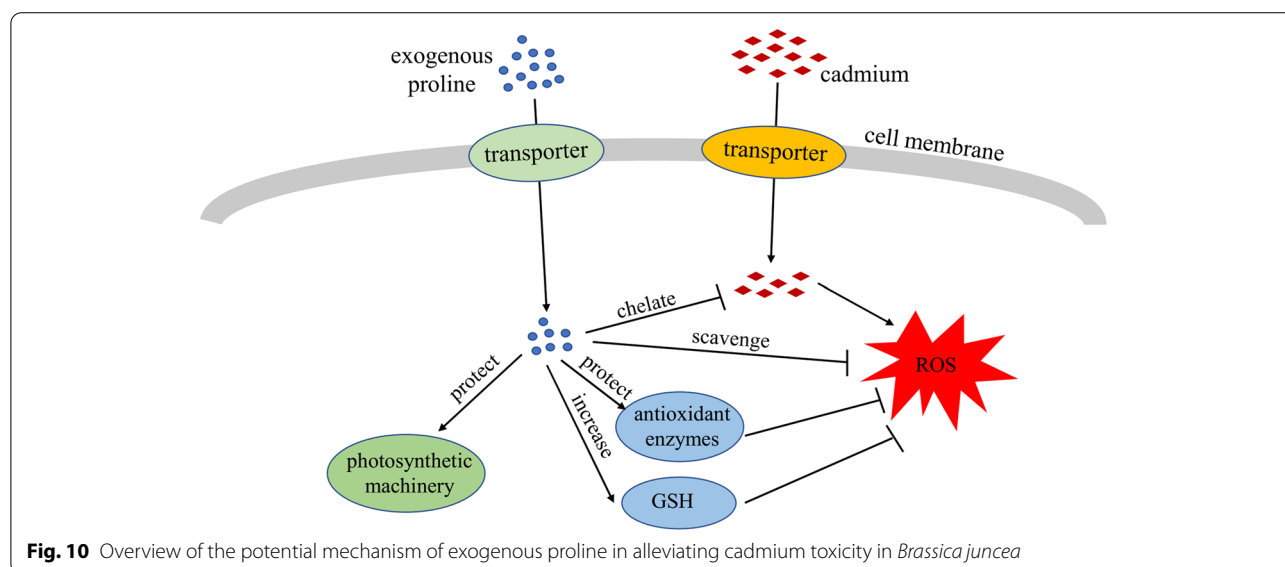 exogenous
proline
cadmium
transporter
transporter
cell membrane
chelate
scavenge
ROS
protect
protect
increase
antioxidant
enzymes
photosynthetic
machinery
GSH
Fig. 10 Overview of the potential mechanism of exogenous proline in alleviating cadmium toxicity in Brassica juncea